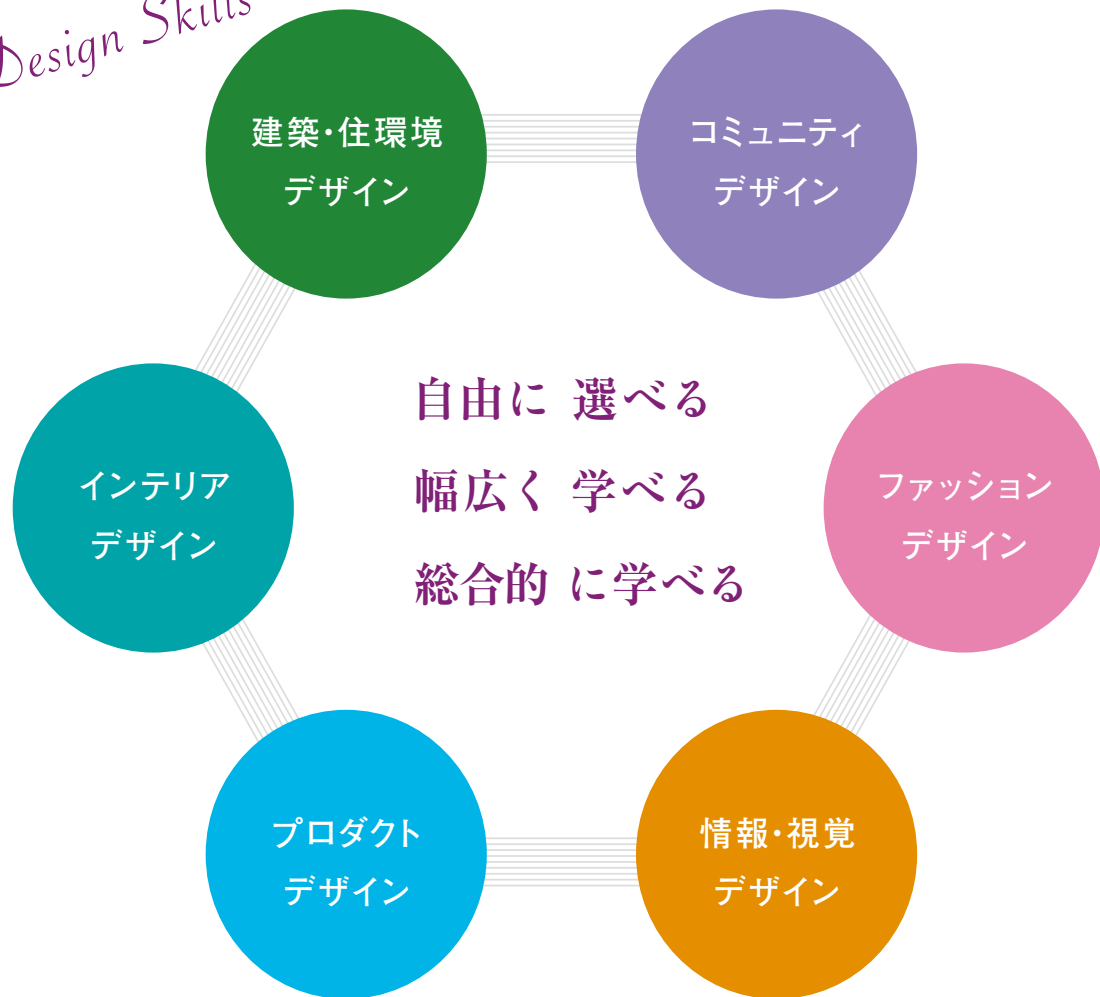 Design Skills
建築・住環境
デザイン
コミュニティ
デザイン
自由に 選べる
幅広く 学べる
総合的 に学べる
インテリア
デザイン
ファッション
デザイン
プロダクト
デザイン
情報・視覚
デザイン